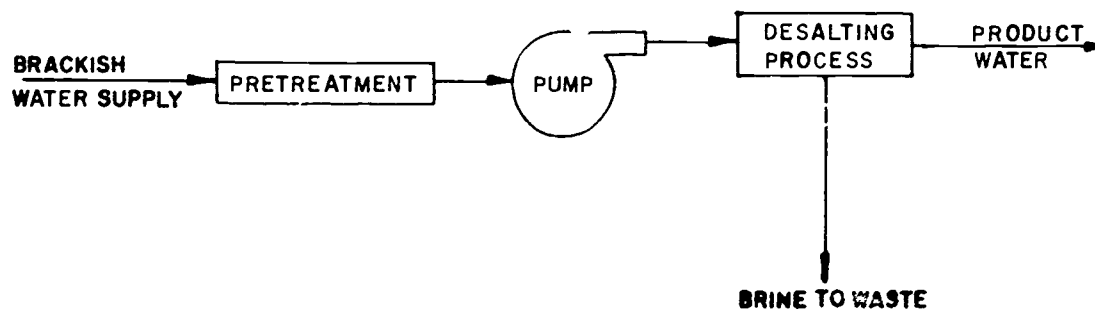 BRACKISH
WATER SUPPLY
PRETREATMENT
PUMP
DESALTING
PROCESS
PRODUCT
WATER
BRINE TO WASTE